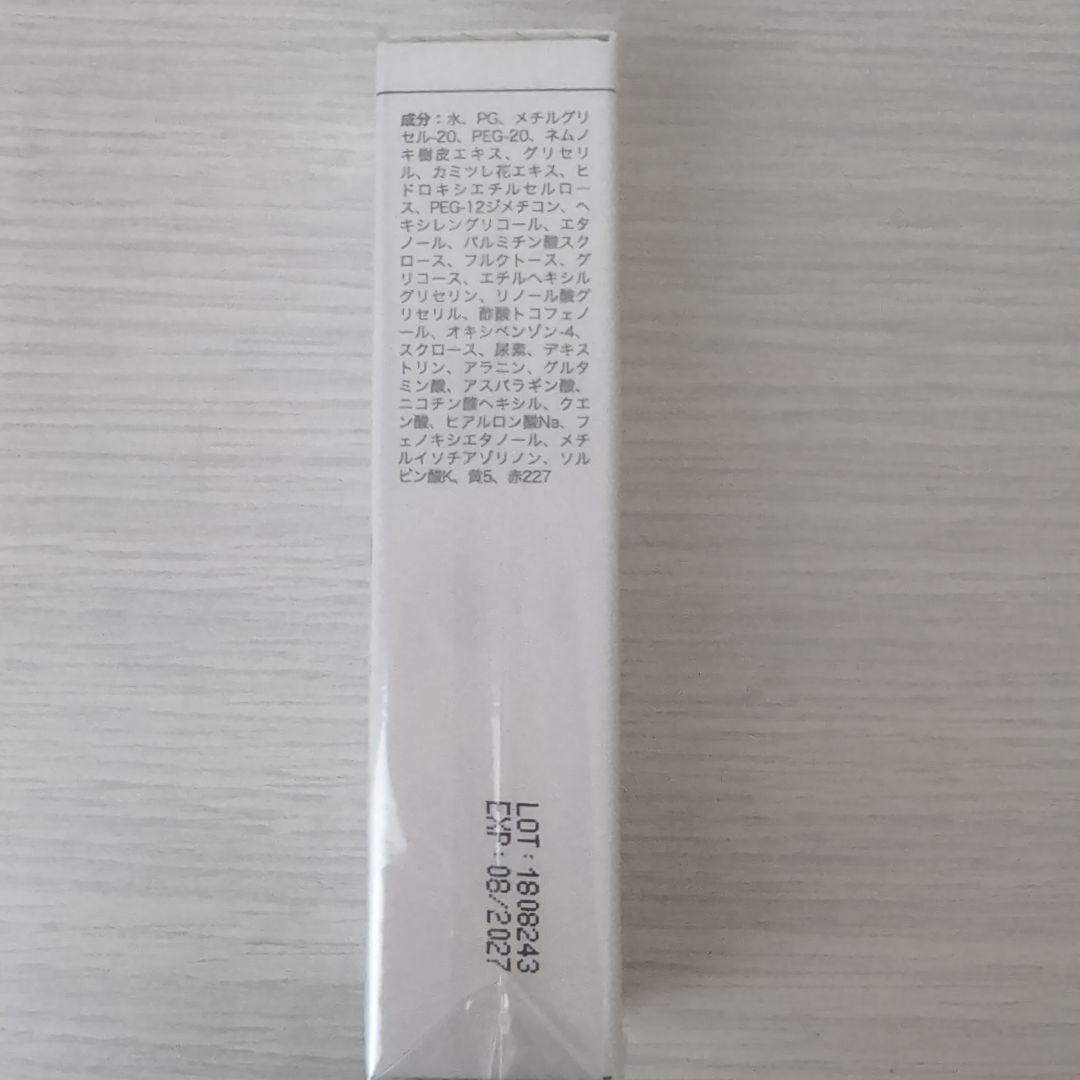 成分：水、PG、メチルグリ
セル-20、PEG-20、ネムノ
キ樹皮エキス、グリセリ
ル、カミツレ花エキス、ヒ
ドロキシエチルセルロー
ス、PEG-12ジメチコン、ヘ
キシレングリコール、エタ
ノール、パルミチン酸スク
ロース、フルクトース、グ
リコース、エチルヘキシル
グリセリン、リノール酸グ
リセリル、酢酸トコフェノ
ール、オキシベンゾン-4、
スクロース、尿素、デキス
トリン、アラニン、グルタ
ミン酸、アスパラギン酸、
ニコチン酸ヘキシル、クエ
ン酸、ヒアルロン酸Na、フ
ェノキシエタノール、メチ
ルイソチアゾリノン、ソル
ビン酸K、黄5、赤227
LOT:1808243
EXP:08/2027